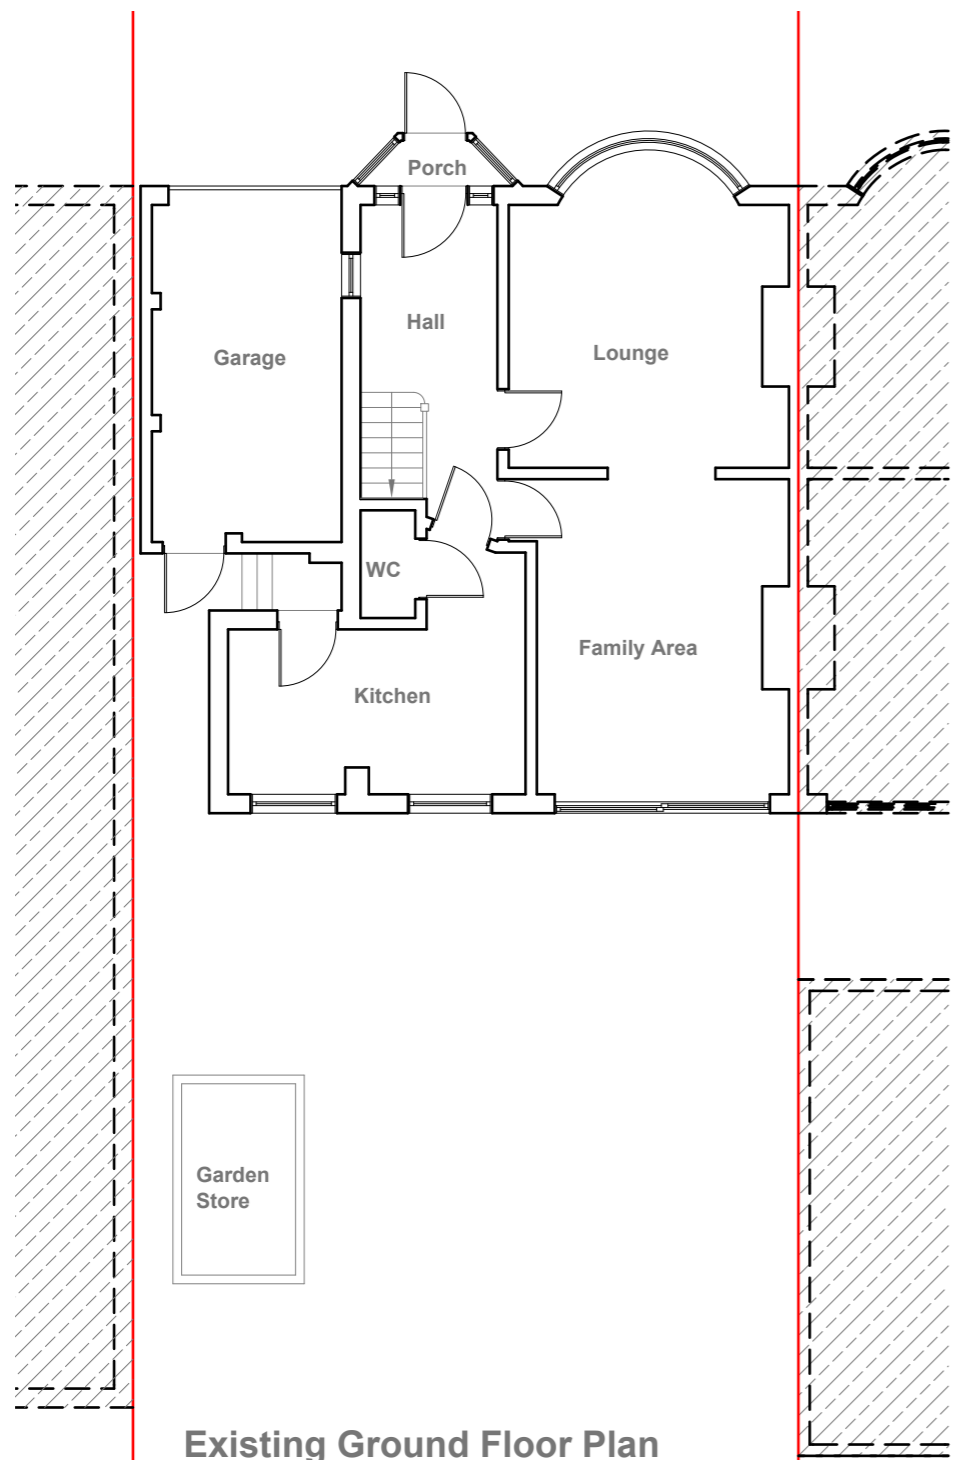 Porch
Hall
Garage
Lounge
WC
Family Area
Kitchen
Garden
Store
Existing Ground Floor Plan